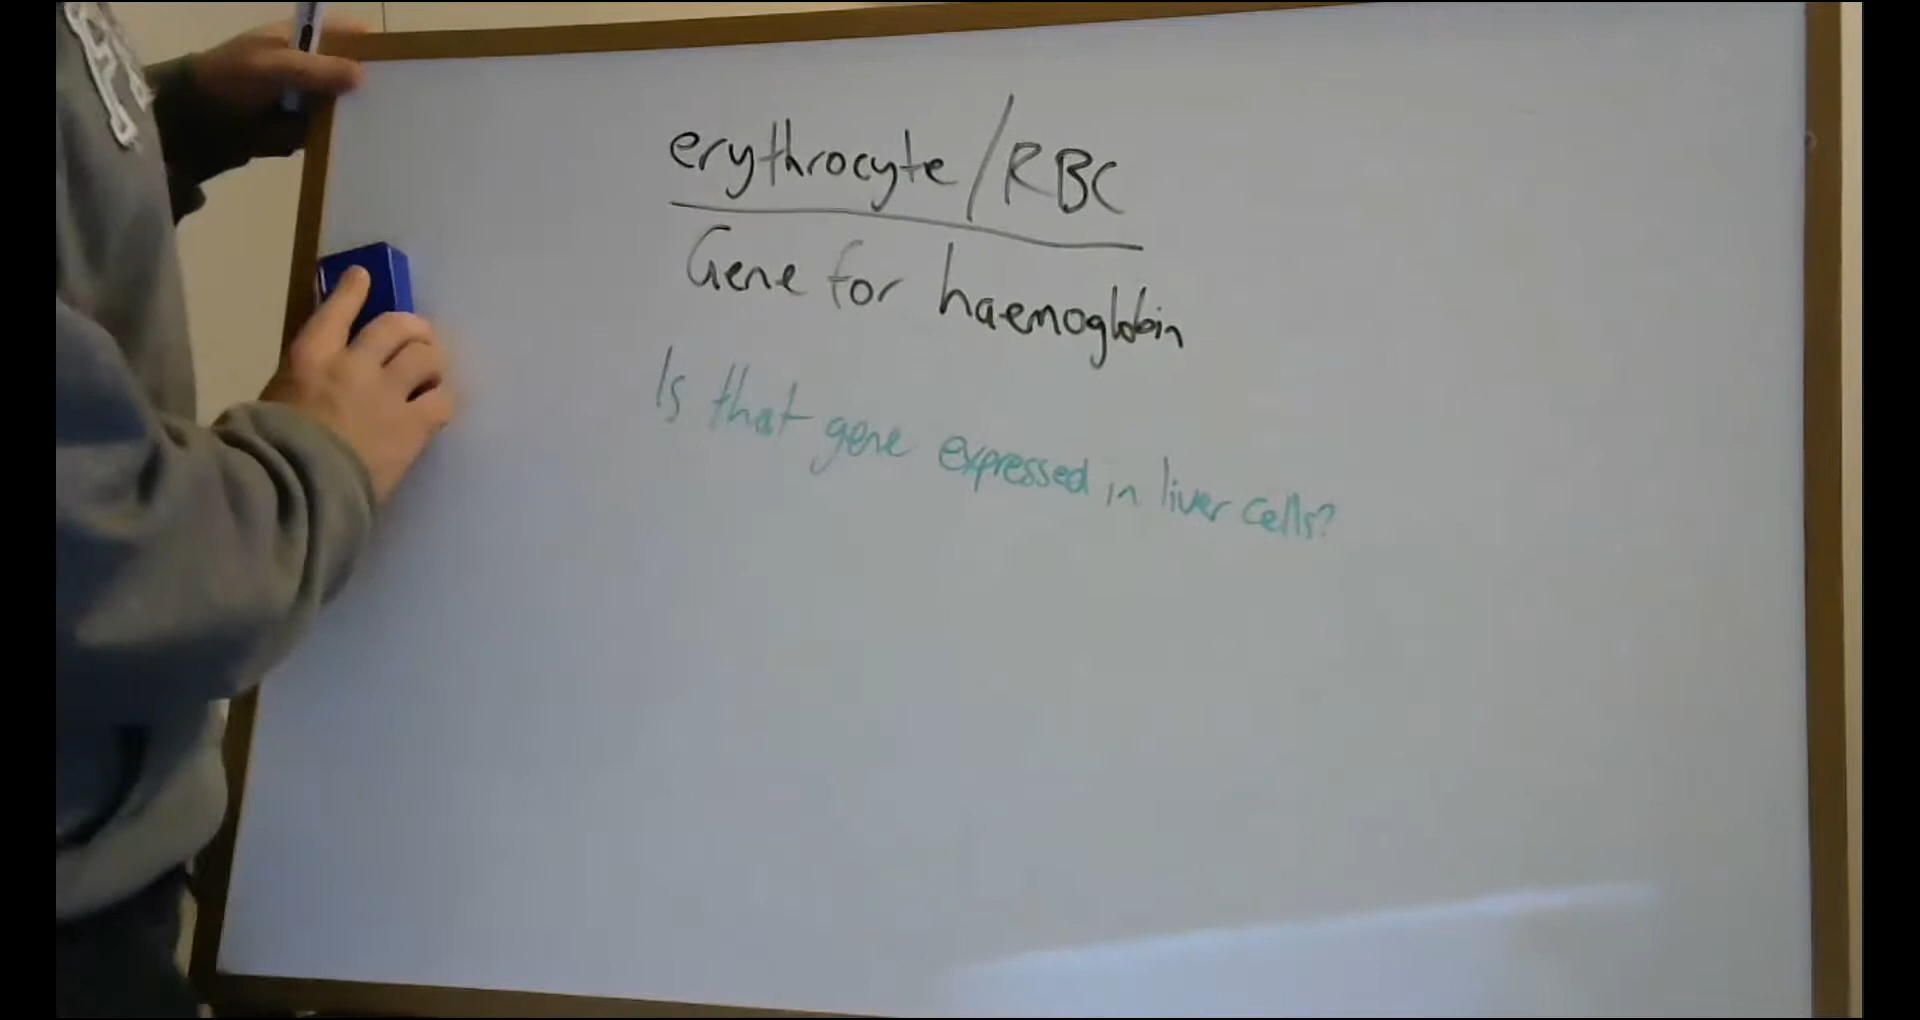 erythrocyte/RBC
Gene for haemoglobin
Is that gene expressed in liver cells?